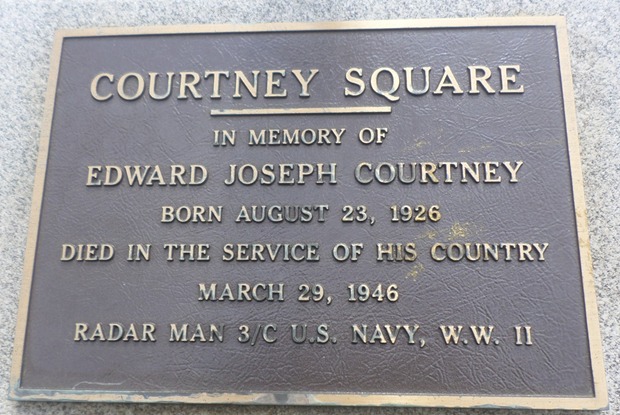 COURTNEY SQUARE
IN MEMORY OF
EDWARD JOSEPH COURTNEY
BORN AUGUST 23, 1926
DIED IN THE SERVICE OF HIS COUNTRY
MARCH 29, 1946
RADAR MAN 3/C U.S. NAVY, W.W. II